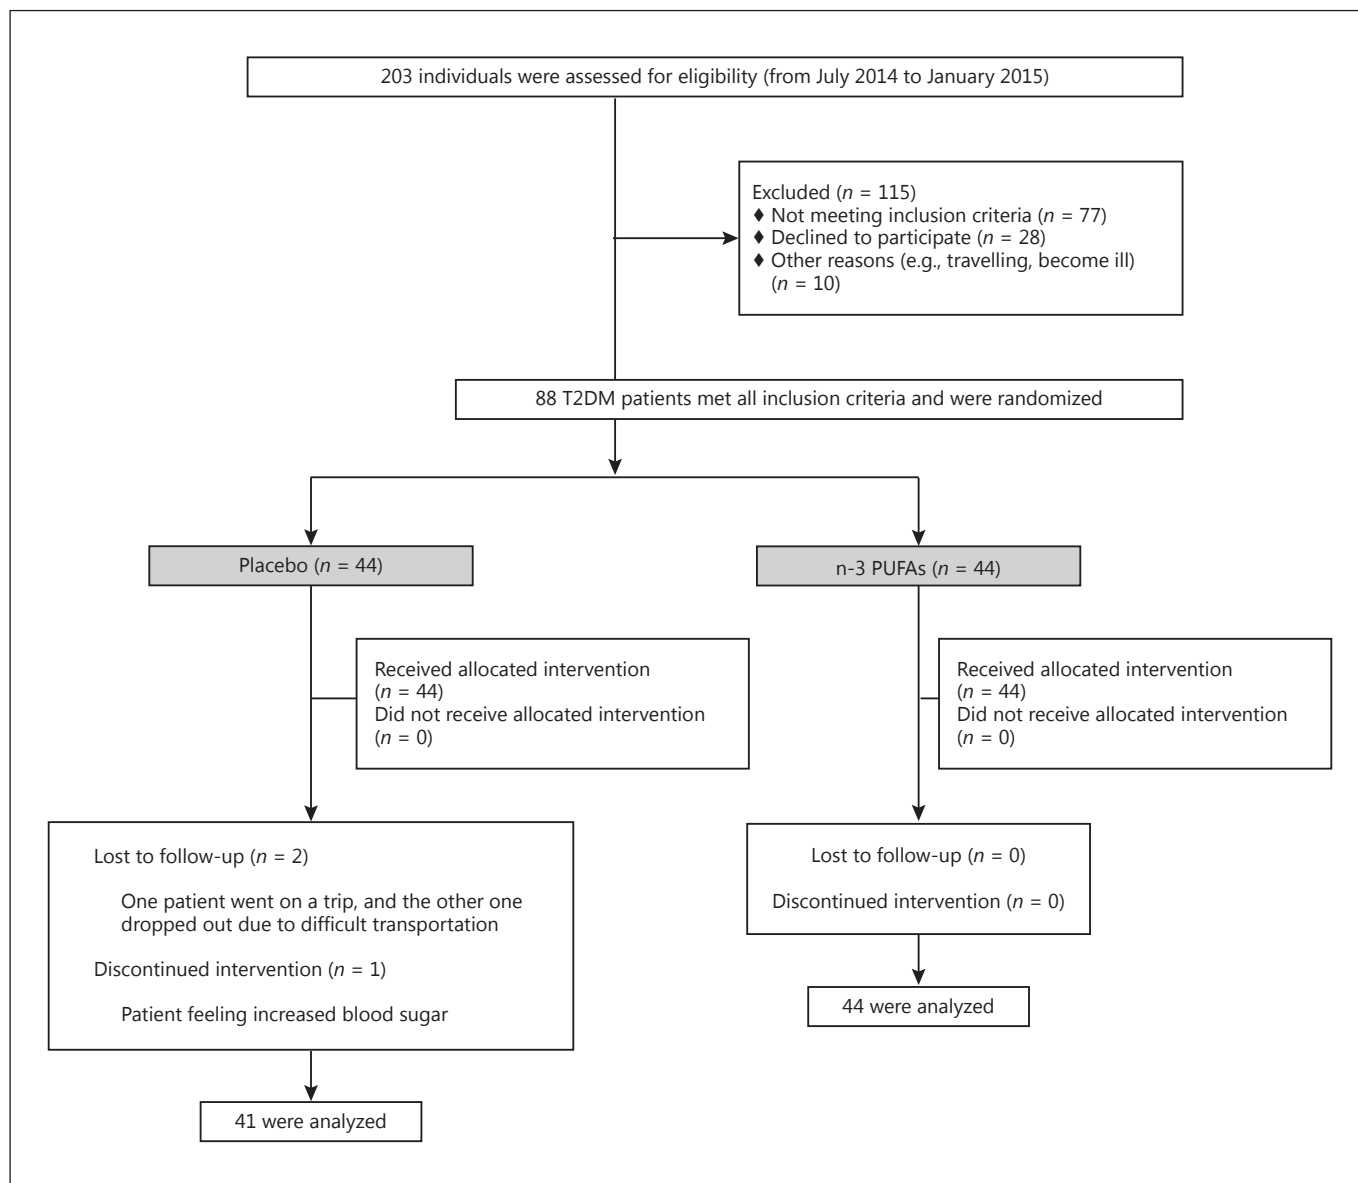 203 individuals were assessed for eligibility (from July 2014 to January 2015)
Excluded (n = 115)
♦ Not meeting inclusion criteria (n = 77)
♦ Declined to participate (n = 28)
♦ Other reasons (e.g., travelling, become ill)
(n = 10)
88 T2DM patients met all inclusion criteria and were randomized
Placebo (n = 44)
n-3 PUFAs (n = 44)
Received allocated intervention
(n = 44)
Did not receive allocated intervention
(n = 0)
Received allocated intervention
(n = 44)
Did not receive allocated intervention
(n = 0)
Lost to follow-up (n = 2)
One patient went on a trip, and the other one
dropped out due to difficult transportation
Discontinued intervention (n = 1)
Patient feeling increased blood sugar
Lost to follow-up (n = 0)
Discontinued intervention (n = 0)
44 were analyzed
41 were analyzed